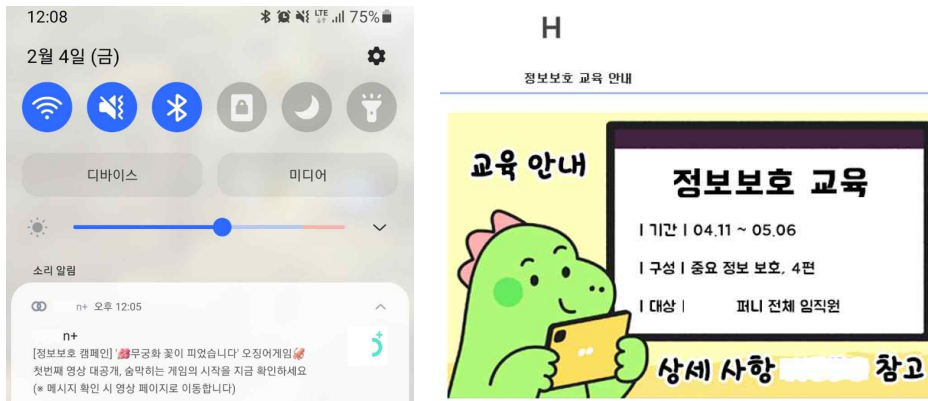 12:08
LTE 75%
2월 4일 (금)
디바이스
미디어
소리 알림
n+ 오후 12:05
n+
[정보보호 캠페인] '🌺무궁화 꽃이 피었습니다' 오징어게임🦑
첫번째 영상 대공개, 숨막히는 게임의 시작을 지금 확인하세요
(※ 메시지 확인 시 영상 페이지로 이동합니다)
H
정보보호 교육 안내
교육 안내
정보보호 교육
| 기간 | 04.11 ~ 05.06
| 구성 | 중요 정보 보호, 4편
| 대상 | 퍼니 전체 임직원
상세 사항 참고